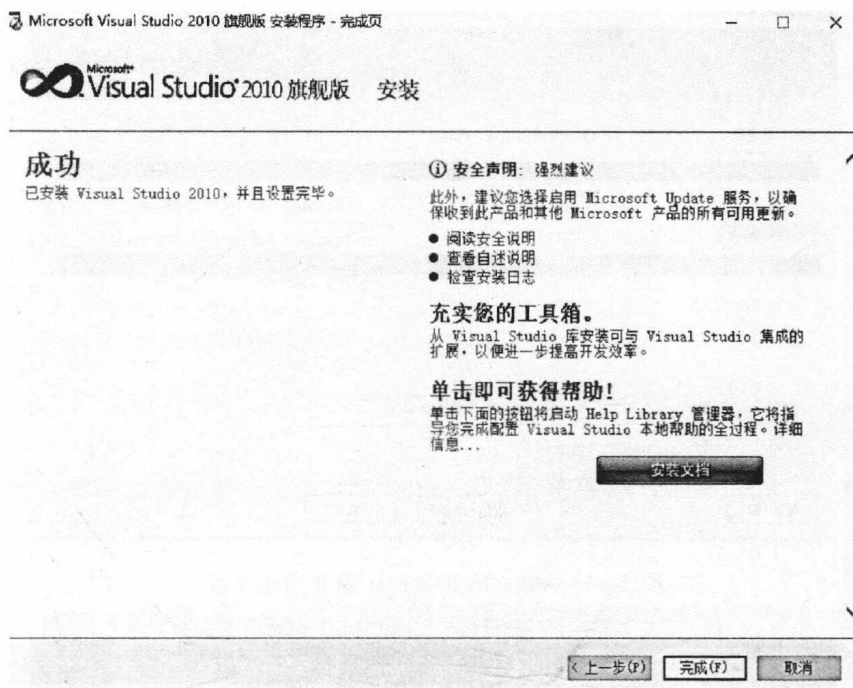 Microsoft Visual Studio 2010 旗舰版 安装程序 - 完成页
Microsoft
Visual Studio 2010 旗舰版 安装
成功
已安装 Visual Studio 2010，并且设置完毕。
安全声明: 强烈建议
此外，建议您选择启用 Microsoft Update 服务，以确
保收到此产品和其他 Microsoft 产品的所有可用更新。
● 阅读安全说明
● 查看自述说明
● 检查安装日志
充实您的工具箱。
从 Visual Studio 库安装可与 Visual Studio 集成的
扩展，以便进一步提高开发效率。
单击即可获得帮助!
单击下面的按钮将启动 Help Library 管理器，它将指
导您完成配置 Visual Studio 本地帮助的全过程。详细
信息...
安装文档
< 上一步(P)
完成(F)
取消